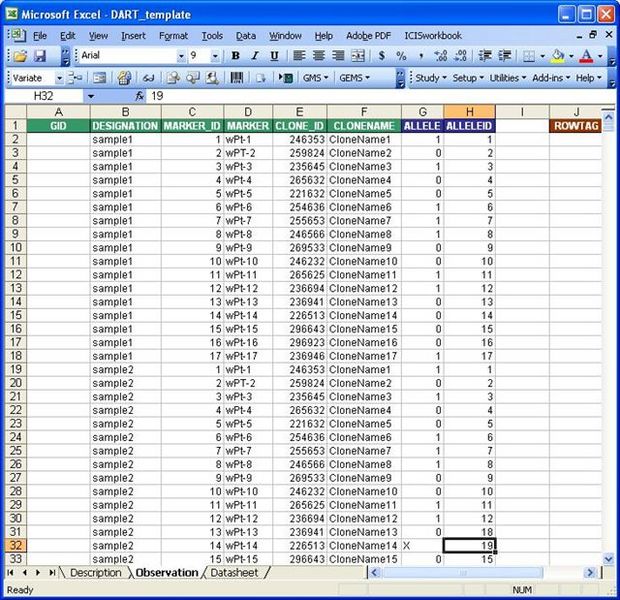 Microsoft Excel - DART_template
File Edit View Insert Format Tools Data Window Help Adobe PDF ICISworkbook
Arial 9 B I U $ %
Variate GMS GEMS Study Setup Utilities Add-ins Help
H32 fx 19
A B C D E F G H I J
1 GID DESIGNATION MARKER_ID MARKER CLONE_ID CLONENAME ALLELE ALLELEID ROWTAG
2 sample1 1 wPt-1 246353 CloneName1 1 1
3 sample1 2 wPT-2 259824 CloneName2 0 2
4 sample1 3 wPt-3 235645 CloneName3 1 3
5 sample1 4 wPt-4 265632 CloneName4 0 4
6 sample1 5 wPt-5 221632 CloneName5 0 5
7 sample1 6 wPt-6 254636 CloneName6 1 6
8 sample1 7 wPt-7 255653 CloneName7 1 7
9 sample1 8 wPt-8 246566 CloneName8 1 8
10 sample1 9 wPt-9 269533 CloneName9 0 9
11 sample1 10 wPt-10 246232 CloneName10 0 10
12 sample1 11 wPt-11 265625 CloneName11 1 11
13 sample1 12 wPt-12 236694 CloneName12 1 12
14 sample1 13 wPt-13 236941 CloneName13 0 13
15 sample1 14 wPt-14 226513 CloneName14 0 14
16 sample1 15 wPt-15 296643 CloneName15 0 15
17 sample1 16 wPt-16 296923 CloneName16 0 16
18 sample1 17 wPt-17 236946 CloneName17 1 17
19 sample2 1 wPt-1 246353 CloneName1 1 1
20 sample2 2 wPT-2 259824 CloneName2 0 2
21 sample2 3 wPt-3 235645 CloneName3 1 3
22 sample2 4 wPt-4 265632 CloneName4 0 4
23 sample2 5 wPt-5 221632 CloneName5 0 5
24 sample2 6 wPt-6 254636 CloneName6 1 6
25 sample2 7 wPt-7 255653 CloneName7 1 7
26 sample2 8 wPt-8 246566 CloneName8 1 8
27 sample2 9 wPt-9 269533 CloneName9 0 9
28 sample2 10 wPt-10 246232 CloneName10 0 10
29 sample2 11 wPt-11 265625 CloneName11 1 11
30 sample2 12 wPt-12 236694 CloneName12 1 12
31 sample2 13 wPt-13 236941 CloneName13 0 18
32 sample2 14 wPt-14 226513 CloneName14 X 19
33 sample2 15 wPt-15 296643 CloneName15 0 15
Description Observation Datasheet
Ready NUM